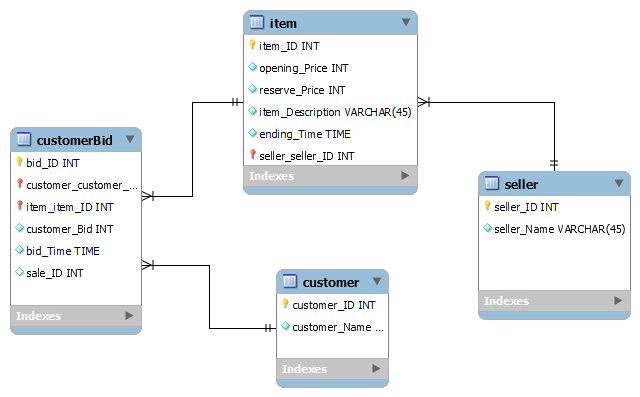 item
item_ID INT
opening_Price INT
reserve_Price INT
item_Description VARCHAR(45)
ending_Time TIME
seller_seller_ID INT
Indexes
customerBid
bid_ID INT
customer_customer_...
item_item_ID INT
customer_Bid INT
bid_Time TIME
sale_ID INT
Indexes
seller
seller_ID INT
seller_Name VARCHAR(45)
Indexes
customer
customer_ID INT
customer_Name ...
Indexes